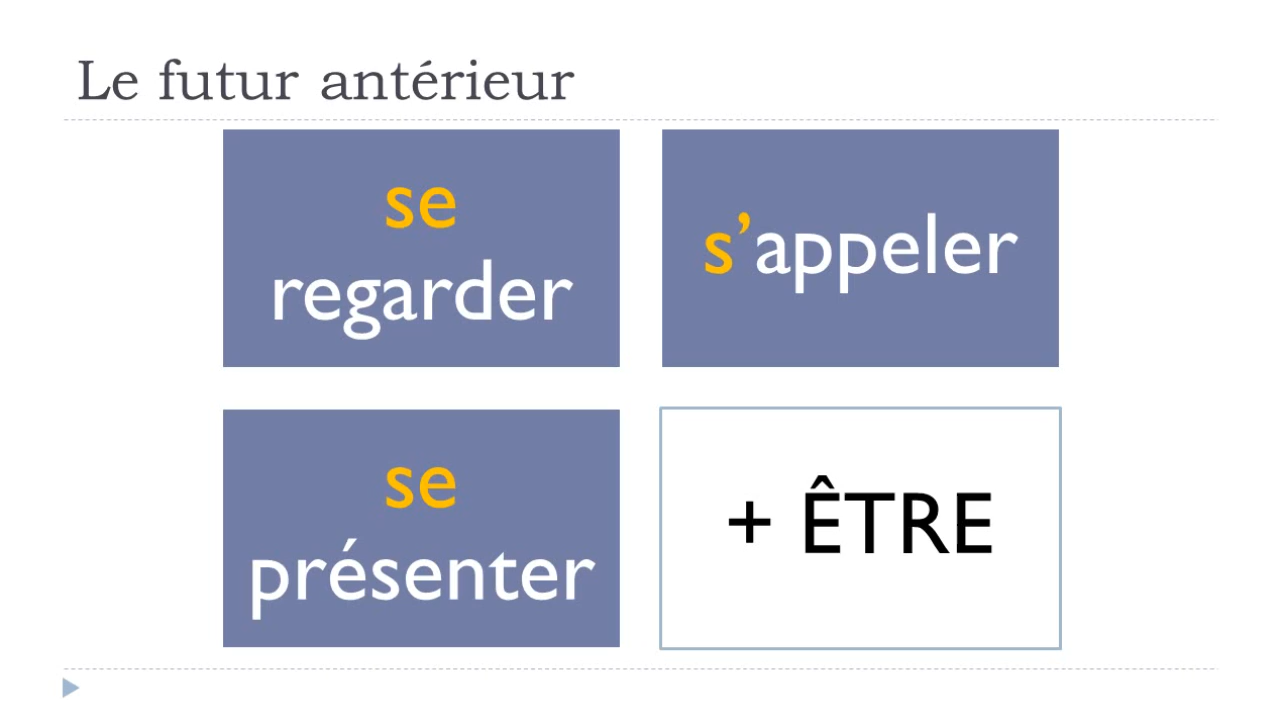 Le futur antérieur
se
regarder
s’appeler
se
présenter
+ ÊTRE